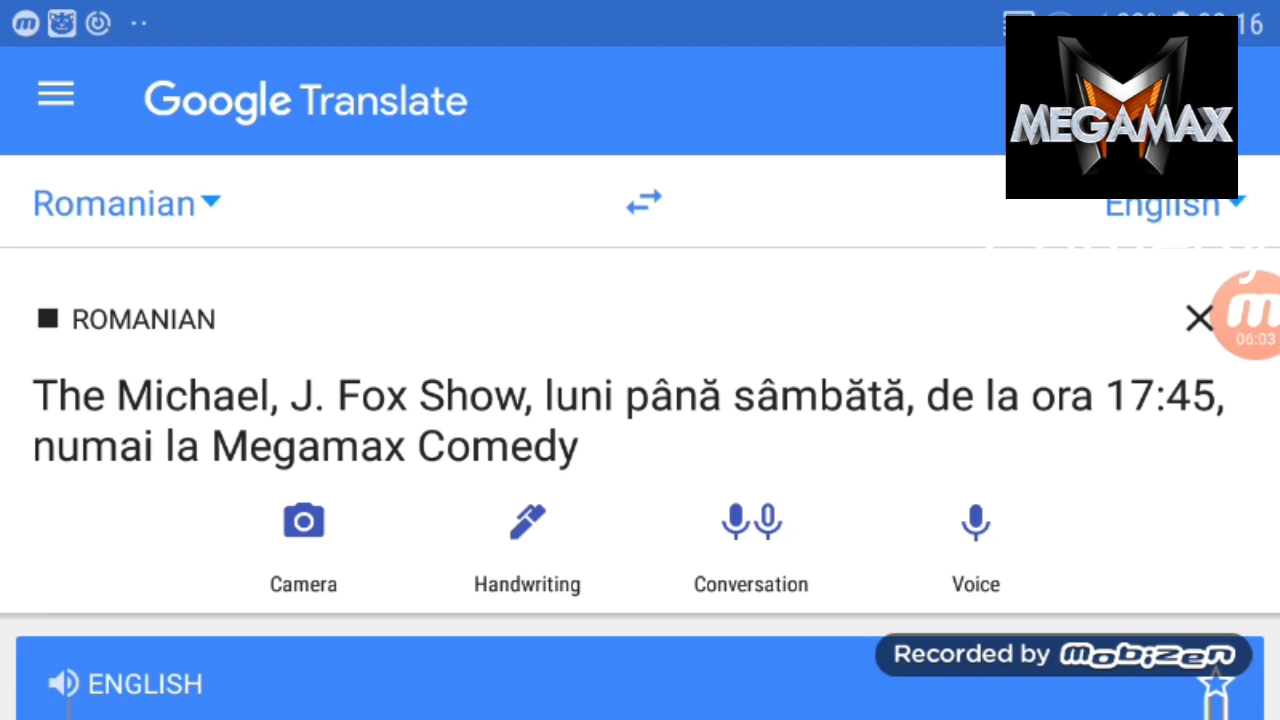 16
MEGAMAX
Google Translate
Romanian
English
ROMANIAN
06:03
The Michael, J. Fox Show, luni până sâmbătă, de la ora 17:45,
numai la Megamax Comedy
Camera
Handwriting
Conversation
Voice
Recorded by mobizen
ENGLISH